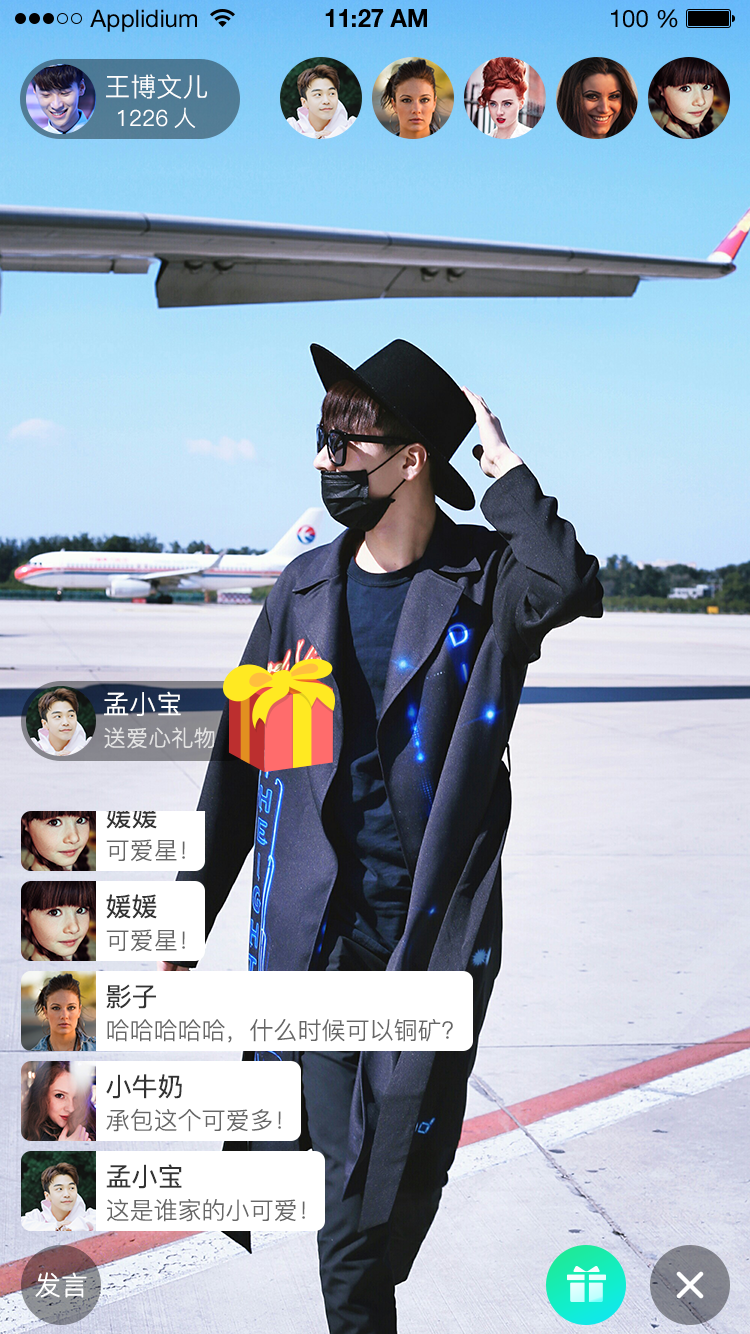 Applidium 11:27 AM 100 %
王博文儿
1226 人
孟小宝
送爱心礼物
媛媛
可爱星！
媛媛
可爱星！
影子
哈哈哈哈哈，什么时候可以铜矿？
小牛奶
承包这个可爱多！
孟小宝
这是谁家的小可爱！
发言